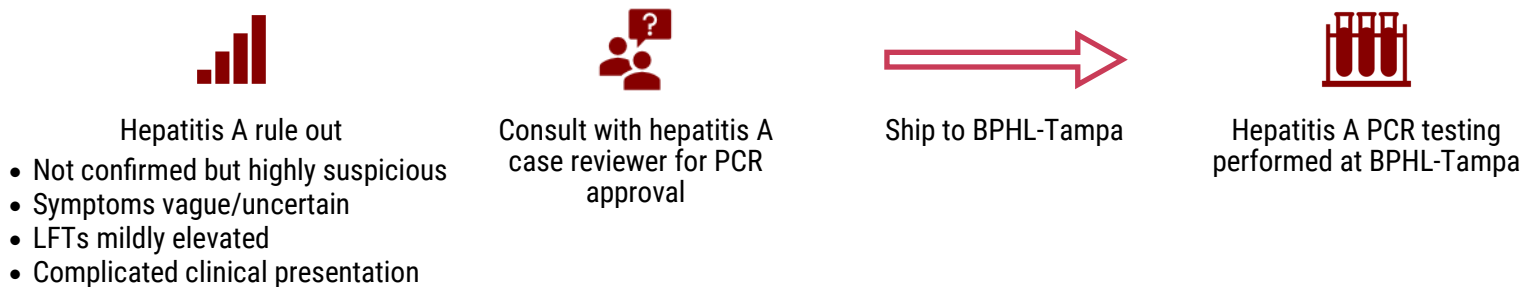 ?
Hepatitis A rule out
• Not confirmed but highly suspicious
• Symptoms vague/uncertain
• LFTs mildly elevated
• Complicated clinical presentation
Consult with hepatitis A
case reviewer for PCR
approval
Ship to BPHL-Tampa
Hepatitis A PCR testing
performed at BPHL-Tampa